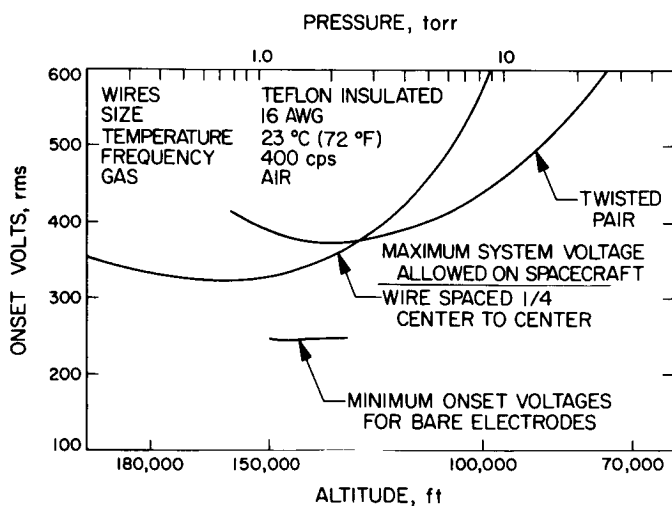 PRESSURE, torr
1.0 10
600
500
400
300
200
100
ONSET VOLTS, rms
WIRES TEFLON INSULATED
SIZE 16 AWG
TEMPERATURE 23 °C (72 °F)
FREQUENCY 400 cps
GAS AIR
TWISTED
PAIR
MAXIMUM SYSTEM VOLTAGE
ALLOWED ON SPACECRAFT
WIRE SPACED 1/4
CENTER TO CENTER
MINIMUM ONSET VOLTAGES
FOR BARE ELECTRODES
180,000 150,000 100,000 70,000
ALTITUDE, ft